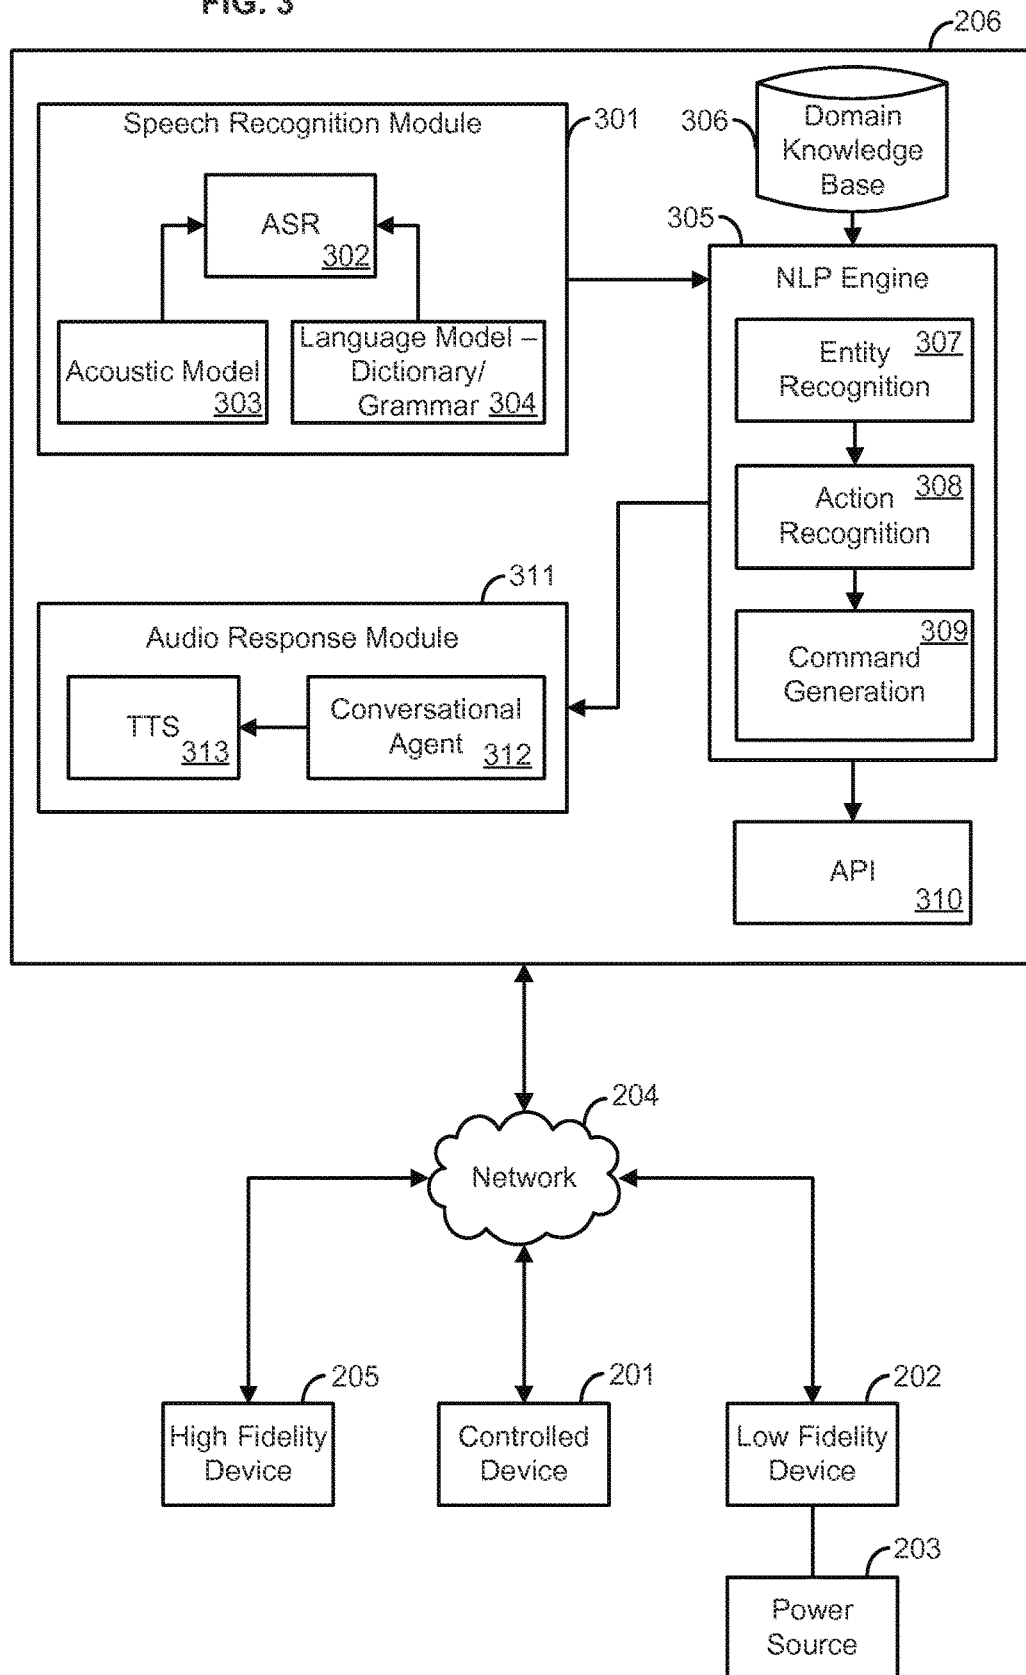 FIG. 3
206
Speech Recognition Module
301
ASR
302
Acoustic Model
303
Language Model –
Dictionary/
Grammar 304
306
Domain
Knowledge
Base
305
NLP Engine
307
Entity
Recognition
308
Action
Recognition
309
Command
Generation
311
Audio Response Module
TTS
313
Conversational
Agent
312
API
310
204
Network
205
High Fidelity
Device
201
Controlled
Device
202
Low Fidelity
Device
203
Power
Source